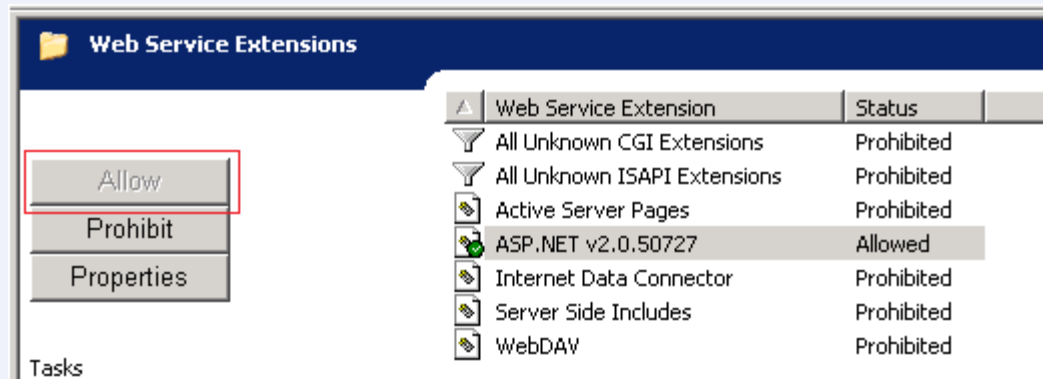 Web Service Extensions
Allow
Prohibit
Properties
Tasks
Web Service Extension Status
All Unknown CGI Extensions Prohibited
All Unknown ISAPI Extensions Prohibited
Active Server Pages Prohibited
ASP.NET v2.0.50727 Allowed
Internet Data Connector Prohibited
Server Side Includes Prohibited
WebDAV Prohibited